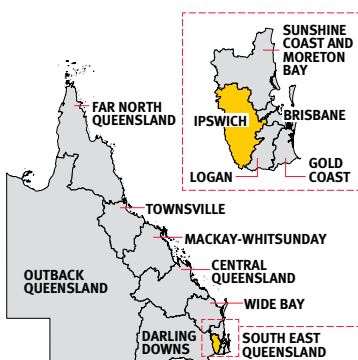 SUNSHINE
COAST AND
MORETON
BAY
BRISBANE
IPSWICH
GOLD
COAST
LOGAN
FAR NORTH
QUEENSLAND
TOWNSVILLE
MACKAY-WHITSUNDAY
CENTRAL
QUEENSLAND
OUTBACK
QUEENSLAND
WIDE BAY
DARLING
DOWNS
SOUTH EAST
QUEENSLAND